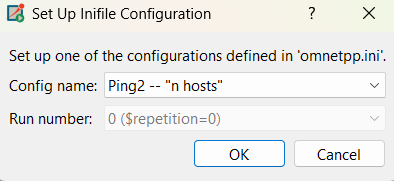 Set Up Inifile Configuration
Set up one of the configurations defined in 'omnetpp.ini'.
Config name: Ping2 -- "n hosts"
Run number: 0 ($repetition=0)
OK Cancel